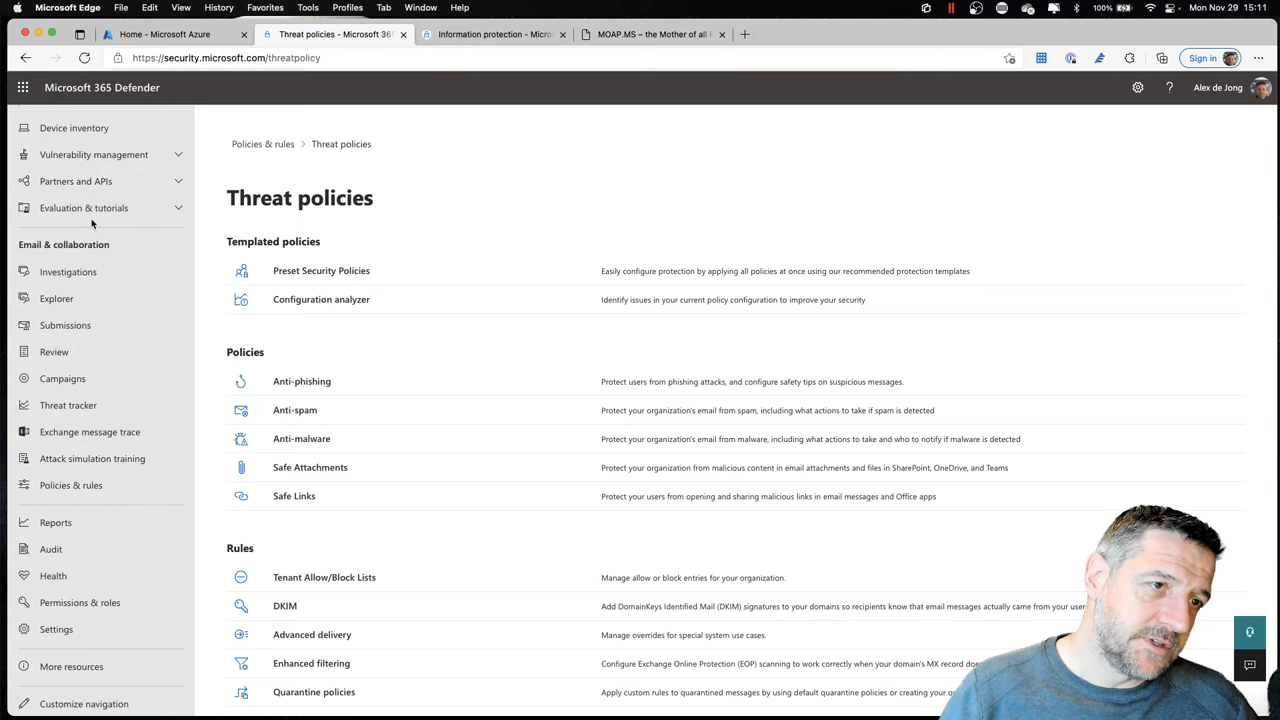 Microsoft Edge File Edit View History Favorites Profiles Tab Window Help 100% Mon Nov 29 15:11
Home - Microsoft Azure
Threat policies - Microsoft 36
Information protection - Micros
MOAP.MS – the Mother of all
https://security.microsoft.com/threatpolicy
Sign in
Microsoft 365 Defender
Alex de Jong
Device inventory
Vulnerability management
Partners and APIs
Evaluation & tutorials
Email & collaboration
Investigations
Explorer
Submissions
Review
Campaigns
Threat tracker
Exchange message trace
Attack simulation training
Policies & rules
Reports
Audit
Health
Permissions & roles
Settings
More resources
Customize navigation
Policies & rules > Threat policies
Threat policies
Templated policies
Preset Security Policies Easily configure protection by applying all policies at once using our recommended protection templates
Configuration analyzer Identify issues in your current policy configuration to improve your security
Policies
Anti-phishing Protect users from phishing attacks, and configure safety tips on suspicious messages.
Anti-spam Protect your organization's email from spam, including what actions to take if spam is detected
Anti-malware Protect your organization's email from malware, including what actions to take and who to notify if malware is detected
Safe Attachments Protect your organization from malicious content in email attachments and files in SharePoint, OneDrive, and Teams
Safe Links Protect your users from opening and sharing malicious links in email messages and Office apps
Rules
Tenant Allow/Block Lists Manage allow or block entries for your organization.
DKIM Add DomainKeys Identified Mail (DKIM) signatures to your domains so recipients know that email messages actually came from your user
Advanced delivery Manage overrides for special system use cases.
Enhanced filtering Configure Exchange Online Protection (EOP) scanning to work correctly when your domain's MX record doe
Quarantine policies Apply custom rules to quarantined messages by using default quarantine policies or creating your o